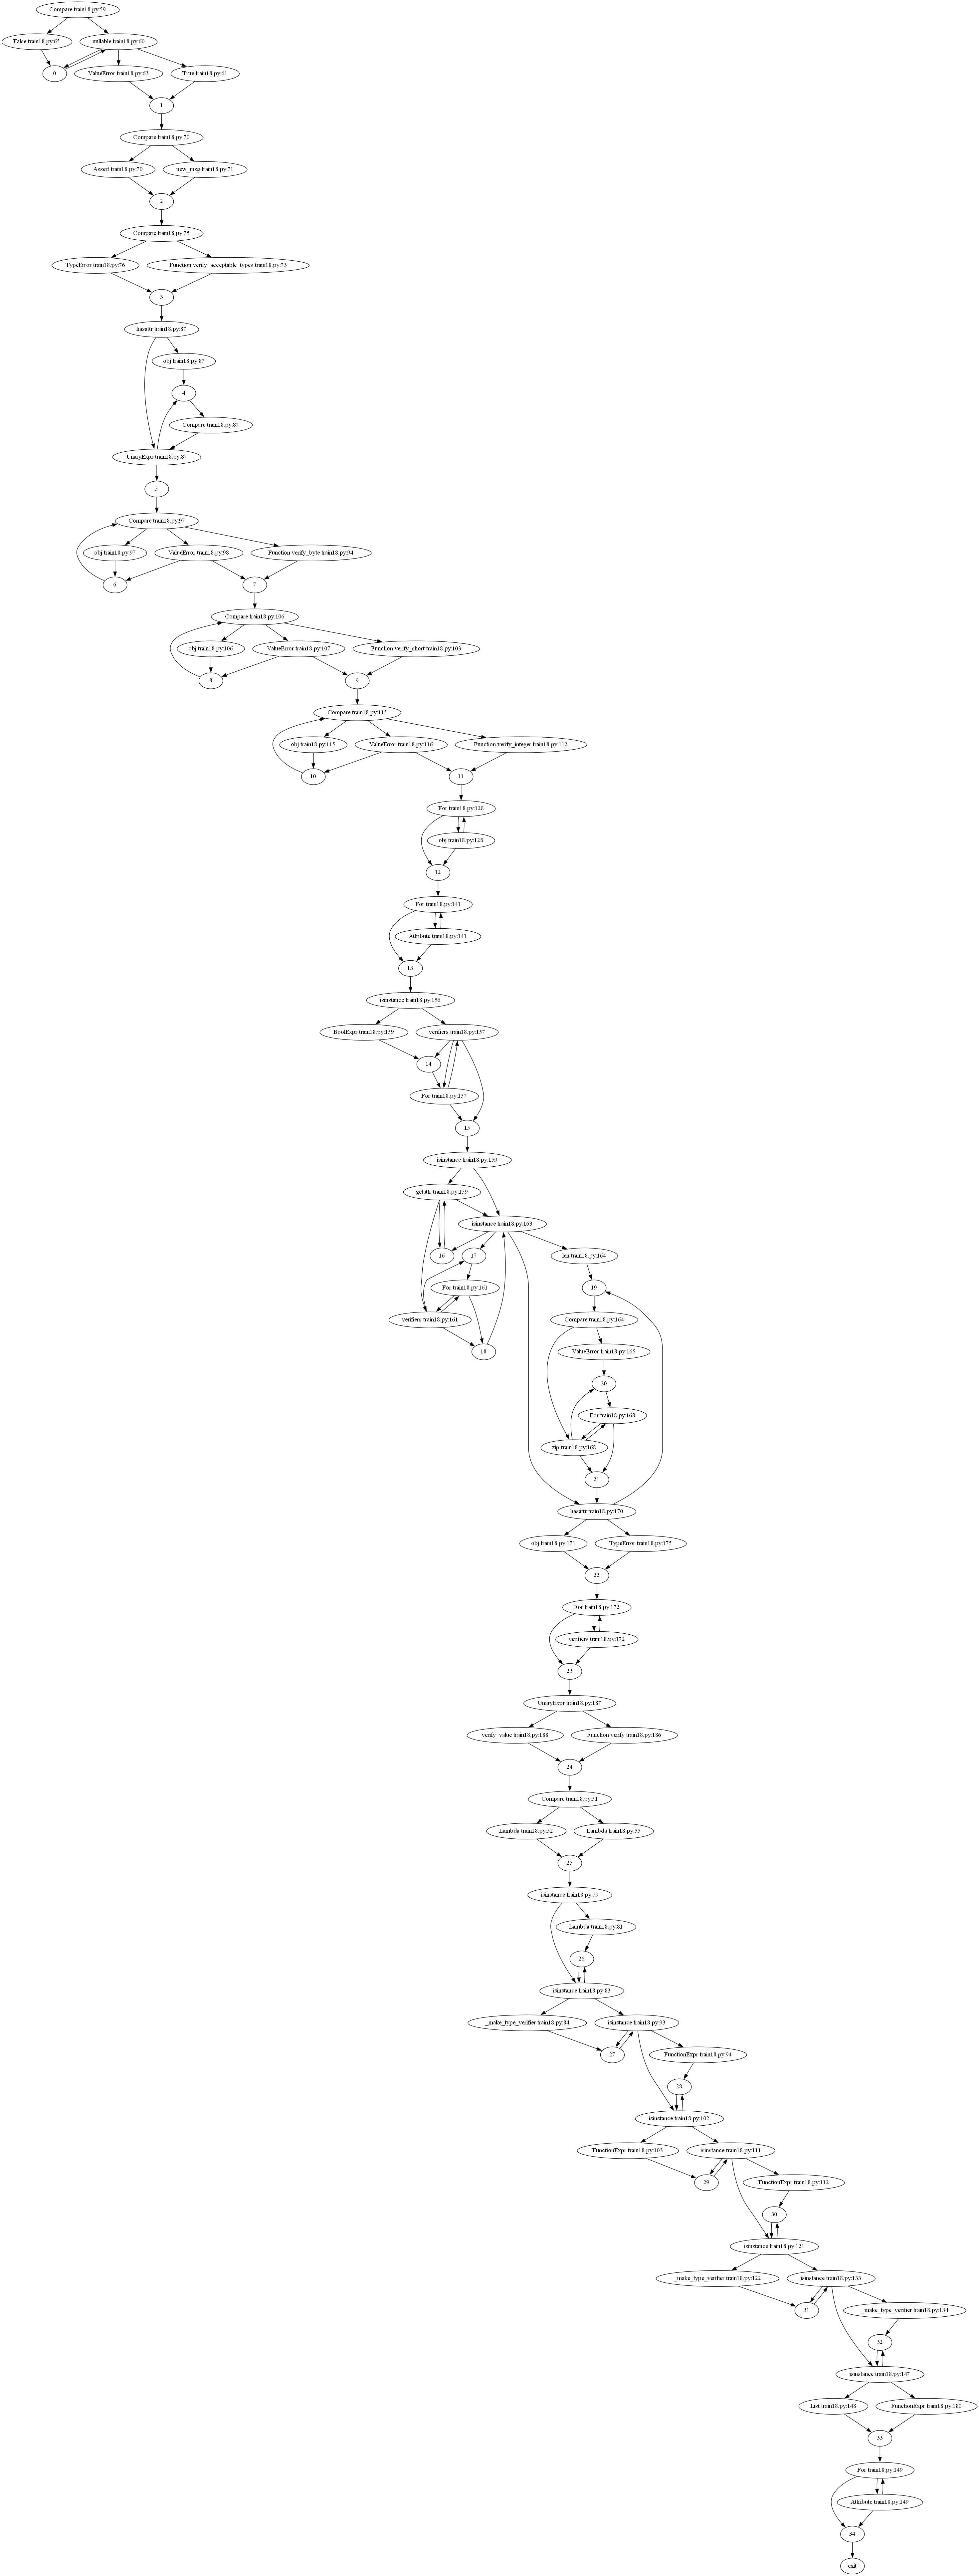 Compare train18.py:59
False train18.py:65
nullable train18.py:60
0
ValueError train18.py:63
True train18.py:61
1
Compare train18.py:70
Assert train18.py:70
new_msg train18.py:71
2
Compare train18.py:75
TypeError train18.py:76
Function verify_acceptable_types train18.py:73
3
hasattr train18.py:87
obj train18.py:87
4
Compare train18.py:87
UnaryExpr train18.py:87
5
Compare train18.py:97
obj train18.py:97
ValueError train18.py:98
Function verify_byte train18.py:94
6
7
Compare train18.py:106
obj train18.py:106
ValueError train18.py:107
Function verify_short train18.py:103
8
9
Compare train18.py:115
obj train18.py:115
ValueError train18.py:116
Function verify_integer train18.py:112
10
11
For train18.py:128
obj train18.py:128
12
For train18.py:141
Attribute train18.py:141
13
isinstance train18.py:156
BoolExpr train18.py:159
verifiers train18.py:157
14
For train18.py:157
15
isinstance train18.py:159
getattr train18.py:159
isinstance train18.py:163
16
17
len train18.py:164
For train18.py:161
19
verifiers train18.py:161
Compare train18.py:164
18
ValueError train18.py:165
20
For train18.py:168
zip train18.py:168
21
hasattr train18.py:170
obj train18.py:171
TypeError train18.py:175
22
For train18.py:172
verifiers train18.py:172
23
UnaryExpr train18.py:187
verify_value train18.py:188
Function verify train18.py:186
24
Compare train18.py:51
Lambda train18.py:52
Lambda train18.py:55
25
isinstance train18.py:79
Lambda train18.py:81
26
isinstance train18.py:83
_make_type_verifier train18.py:84
isinstance train18.py:93
27
FunctionExpr train18.py:94
28
isinstance train18.py:102
FunctionExpr train18.py:103
isinstance train18.py:111
29
FunctionExpr train18.py:112
30
isinstance train18.py:121
_make_type_verifier train18.py:122
isinstance train18.py:133
31
_make_type_verifier train18.py:134
32
isinstance train18.py:147
List train18.py:148
FunctionExpr train18.py:180
33
For train18.py:149
Attribute train18.py:149
34
exit